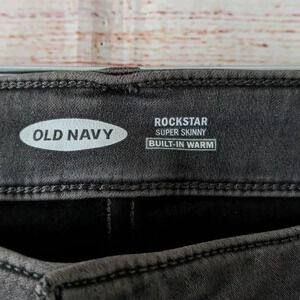 OLD NAVY
ROCKSTAR
SUPER SKINNY
BUILT-IN WARM